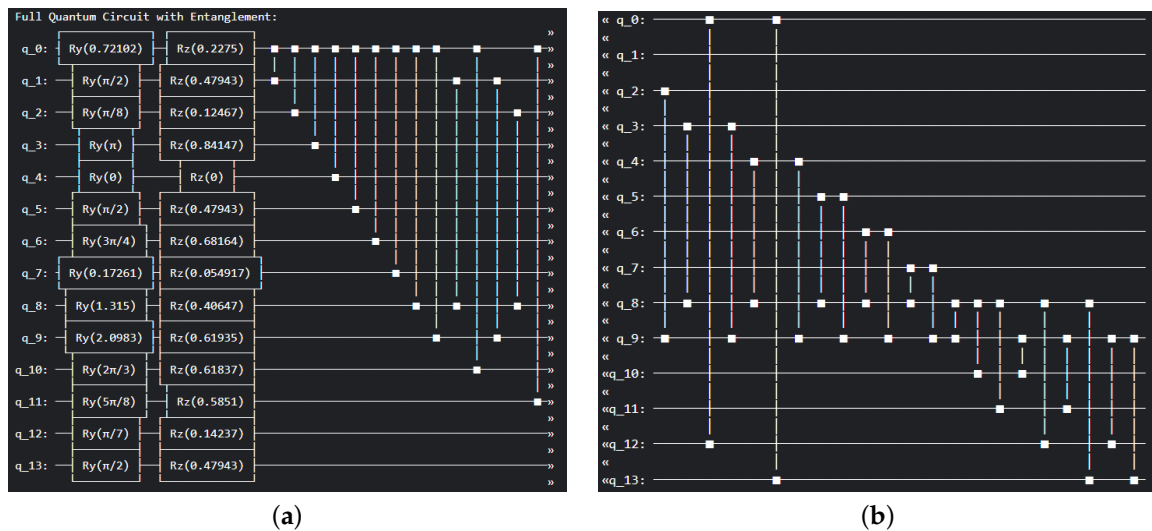 Full Quantum Circuit with Entanglement:
»
q_0: Ry(0.72102) Rz(0.2275) »
»
q_1: Ry(π/2) Rz(0.47943) »
»
q_2: Ry(π/8) Rz(0.12467) »
»
q_3: Ry(π) Rz(0.84147) »
»
q_4: Ry(0) Rz(0) »
»
q_5: Ry(π/2) Rz(0.47943) »
»
q_6: Ry(3π/4) Rz(0.68164) »
»
q_7: Ry(0.17261) Rz(0.054917) »
»
q_8: Ry(1.315) Rz(0.40647) »
»
q_9: Ry(2.0983) Rz(0.61935) »
»
q_10: Ry(2π/3) Rz(0.61837) »
»
q_11: Ry(5π/8) Rz(0.5851) »
»
q_12: Ry(π/7) Rz(0.14237) »
»
q_13: Ry(π/2) Rz(0.47943) »
»
(a)
« q_0:
«
« q_1:
«
« q_2:
«
« q_3:
«
« q_4:
«
« q_5:
«
« q_6:
«
« q_7:
«
« q_8:
«
« q_9:
«
«q_10:
«
«q_11:
«
«q_12:
«
«q_13:
(b)